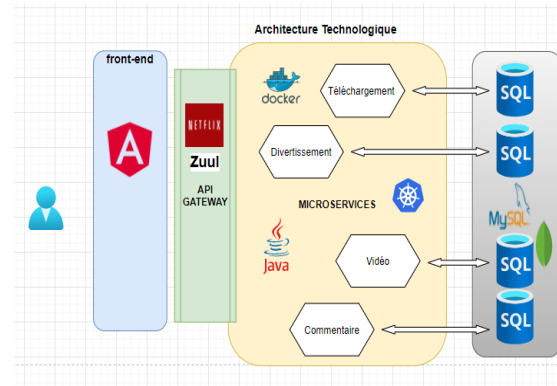 Architecture Technologique
front-end
A
NETFLIX
Zuul
API
GATEWAY
docker
Téléchargement
SQL
Divertissement
SQL
MICROSERVICES
MySQL
Java
Vidéo
SQL
Commentaire
SQL